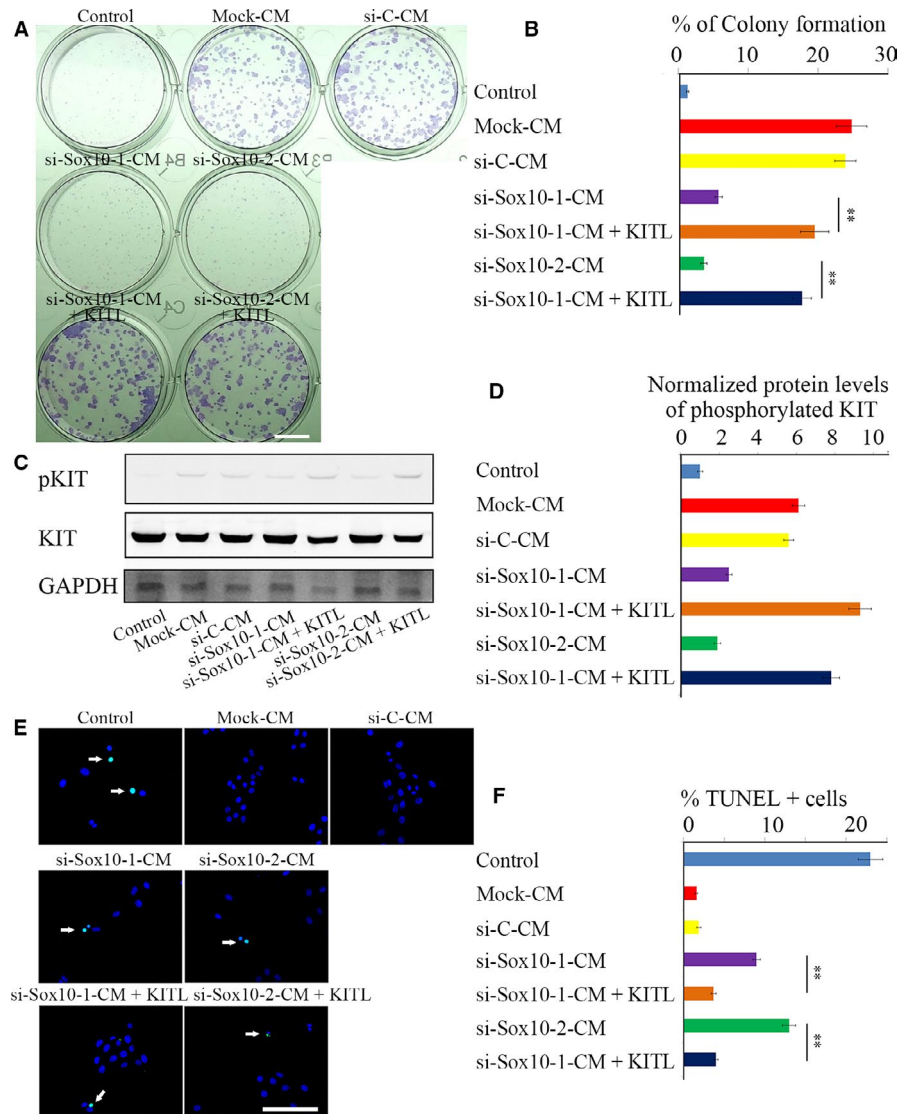 A
Control
Mock-CM
si-C-CM
si-Sox10-1-CM
si-Sox10-2-CM
si-Sox10-1-CM
+ KITL
si-Sox10-2-CM
+ KITL
B
% of Colony formation
0 10 20 30
Control
Mock-CM
si-C-CM
si-Sox10-1-CM
si-Sox10-1-CM + KITL
si-Sox10-2-CM
si-Sox10-1-CM + KITL
**
**
C
pKIT
KIT
GAPDH
Control
Mock-CM
si-C-CM
si-Sox10-1-CM
si-Sox10-1-CM + KITL
si-Sox10-2-CM
si-Sox10-2-CM + KITL
D
Normalized protein levels
of phosphorylated KIT
0 2 4 6 8 10
Control
Mock-CM
si-C-CM
si-Sox10-1-CM
si-Sox10-1-CM + KITL
si-Sox10-2-CM
si-Sox10-1-CM + KITL
E
Control
Mock-CM
si-C-CM
si-Sox10-1-CM
si-Sox10-2-CM
si-Sox10-1-CM + KITL
si-Sox10-2-CM + KITL
F
% TUNEL + cells
0 10 20
Control
Mock-CM
si-C-CM
si-Sox10-1-CM
si-Sox10-1-CM + KITL
si-Sox10-2-CM
si-Sox10-1-CM + KITL
**
**